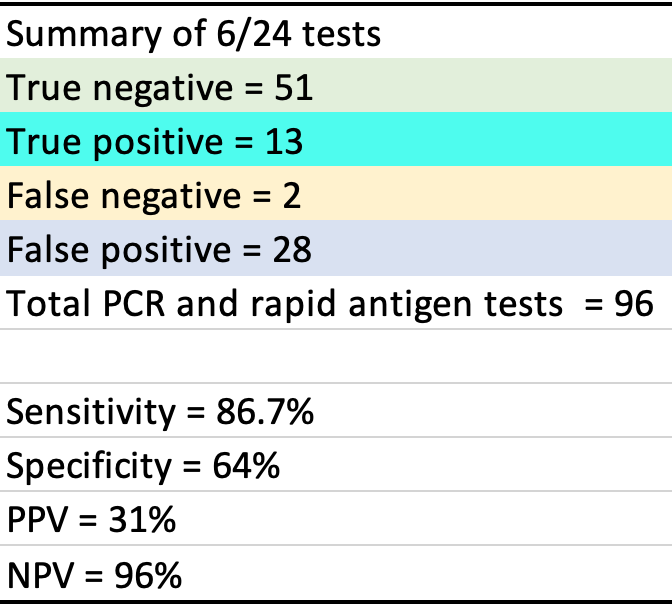 Summary of 6/24 tests
True negative = 51
True positive = 13
False negative = 2
False positive = 28
Total PCR and rapid antigen tests  = 96
Sensitivity = 86.7%
Specificity = 64%
PPV = 31%
NPV = 96%